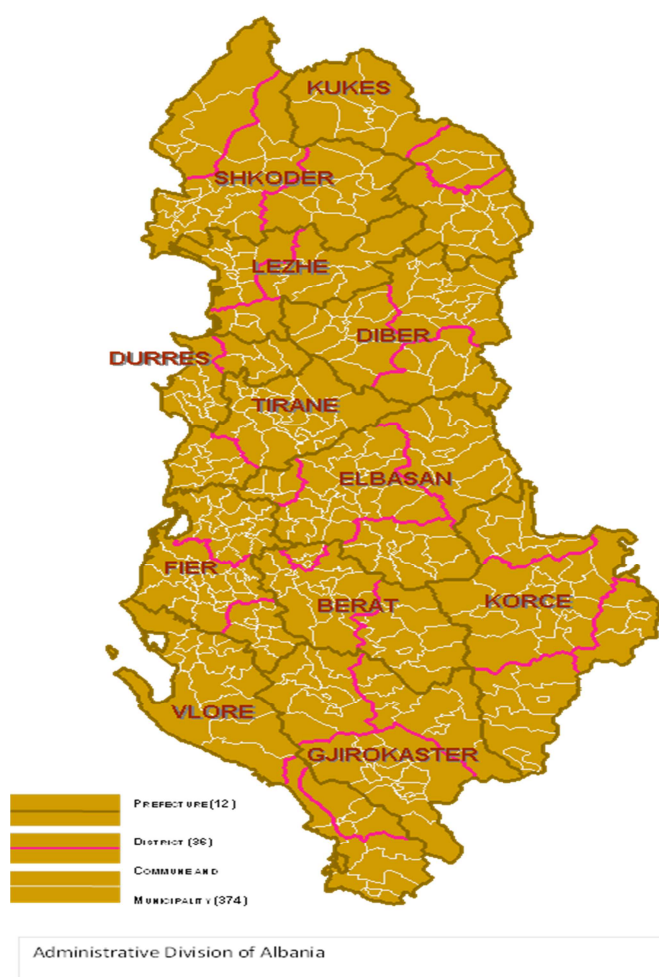 KUKES
SHKODER
LEZHE
DIBER
DURRES
TIRANE
ELBASAN
FIER
BERAT
KORCE
VLORE
GJIROKASTER
PREFECTURE (12)
DISTRICT (36)
COMMUNE AND
MUNICIPALITY (374)
Administrative Division of Albania